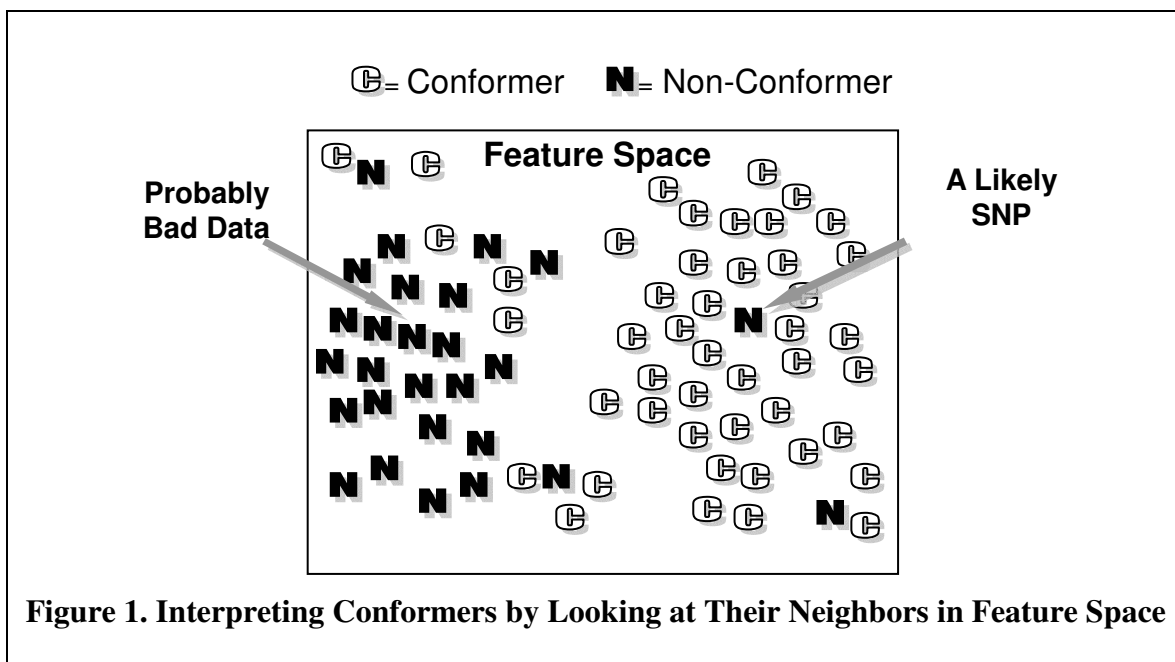 C = Conformer N = Non-Conformer
Feature Space
Probably
Bad Data
A Likely
SNP
Figure 1. Interpreting Conformers by Looking at Their Neighbors in Feature Space